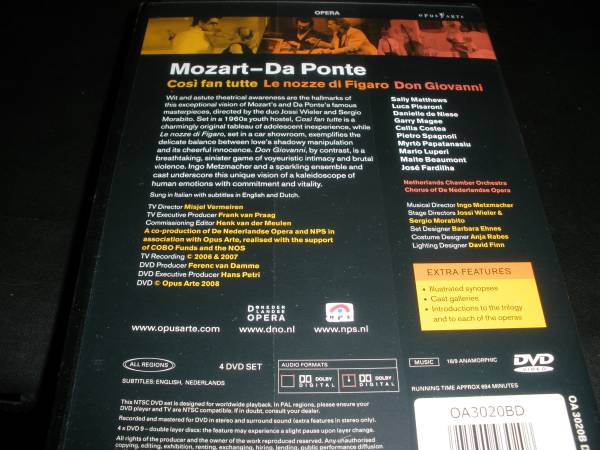 OPERA
OPUS ARTE
Mozart–Da Ponte
Così fan tutte Le nozze di Figaro Don Giovanni
Wit and astute theatrical awareness are the hallmarks of
this exceptional vision of Mozart's and Da Ponte's famous
masterpieces, directed by the duo Jossi Wieler and Sergio
Morabito. Set in a 1960s youth hostel, Così fan tutte is a
charmingly original tableau of adolescent inexperience, while
Le nozze di Figaro, set in a car showroom, exemplifies the
delicate balance between love's shadowy manipulation
and its cheerful innocence. Don Giovanni, by contrast, is a
breathtaking, sinister game of voyeuristic intimacy and brutal
violence. Ingo Metzmacher and a sparkling ensemble and
cast underscore this unique vision of a kaleidoscope of
human emotions with commitment and vitality.
Sung in Italian with subtitles in English and Dutch.
TV Director Misjel Vermeiren
TV Executive Producer Frank van Praag
Commissioning Editor Henk van der Meulen
A co-production of De Nederlandse Opera and NPS in
association with Opus Arte, realised with the support
of COBO Funds and the NOS
TV Recording © 2006 & 2007
DVD Producer Ferenc van Damme
DVD Executive Producer Hans Petri
DVD © Opus Arte 2008
Sally Matthews
Luca Pisaroni
Danielle de Niese
Garry Magee
Cellia Costea
Pietro Spagnoli
Myrtò Papatanasiu
Mario Luperi
Maite Beaumont
José Fardilha
Netherlands Chamber Orchestra
Chorus of De Nederlandse Opera
Musical Director Ingo Metzmacher
Stage Directors Jossi Wieler &
Sergio Morabito
Set Designer Barbara Ehnes
Costume Designer Anja Rabes
Lighting Designer David Finn
EXTRA FEATURES
• Illustrated synopses
• Cast galleries
• Introductions to the trilogy
and to each of the operas
DE NEDERLANDSE OPERA
nps
www.opusarte.com www.dno.nl www.nps.nl
ALL REGIONS
4 DVD SET
SUBTITLES: ENGLISH, NEDERLANDS
AUDIO FORMATS
DOLBY DIGITAL
DOLBY DIGITAL
MUSIC
16/9 ANAMORPHIC
DVD VIDEO
RUNNING TIME APPROX 694 MINUTES
This NTSC DVD set is designed for worldwide playback. In PAL regions, please ensure your
DVD player and TV are NTSC compatible. If in doubt, consult your dealer.
Recorded and mastered for DVD in stereo and surround sound (extra features in stereo only).
4 x DVD 9 – double layer discs: the feature may experience a slight pause upon layer change.
All rights of the producer and the owner of the work reproduced reserved. Any unauthorised
copying, editing, exhibition, renting, exchanging, hiring, lending, public performance diffusion
OA3020BD
OA 3020B D